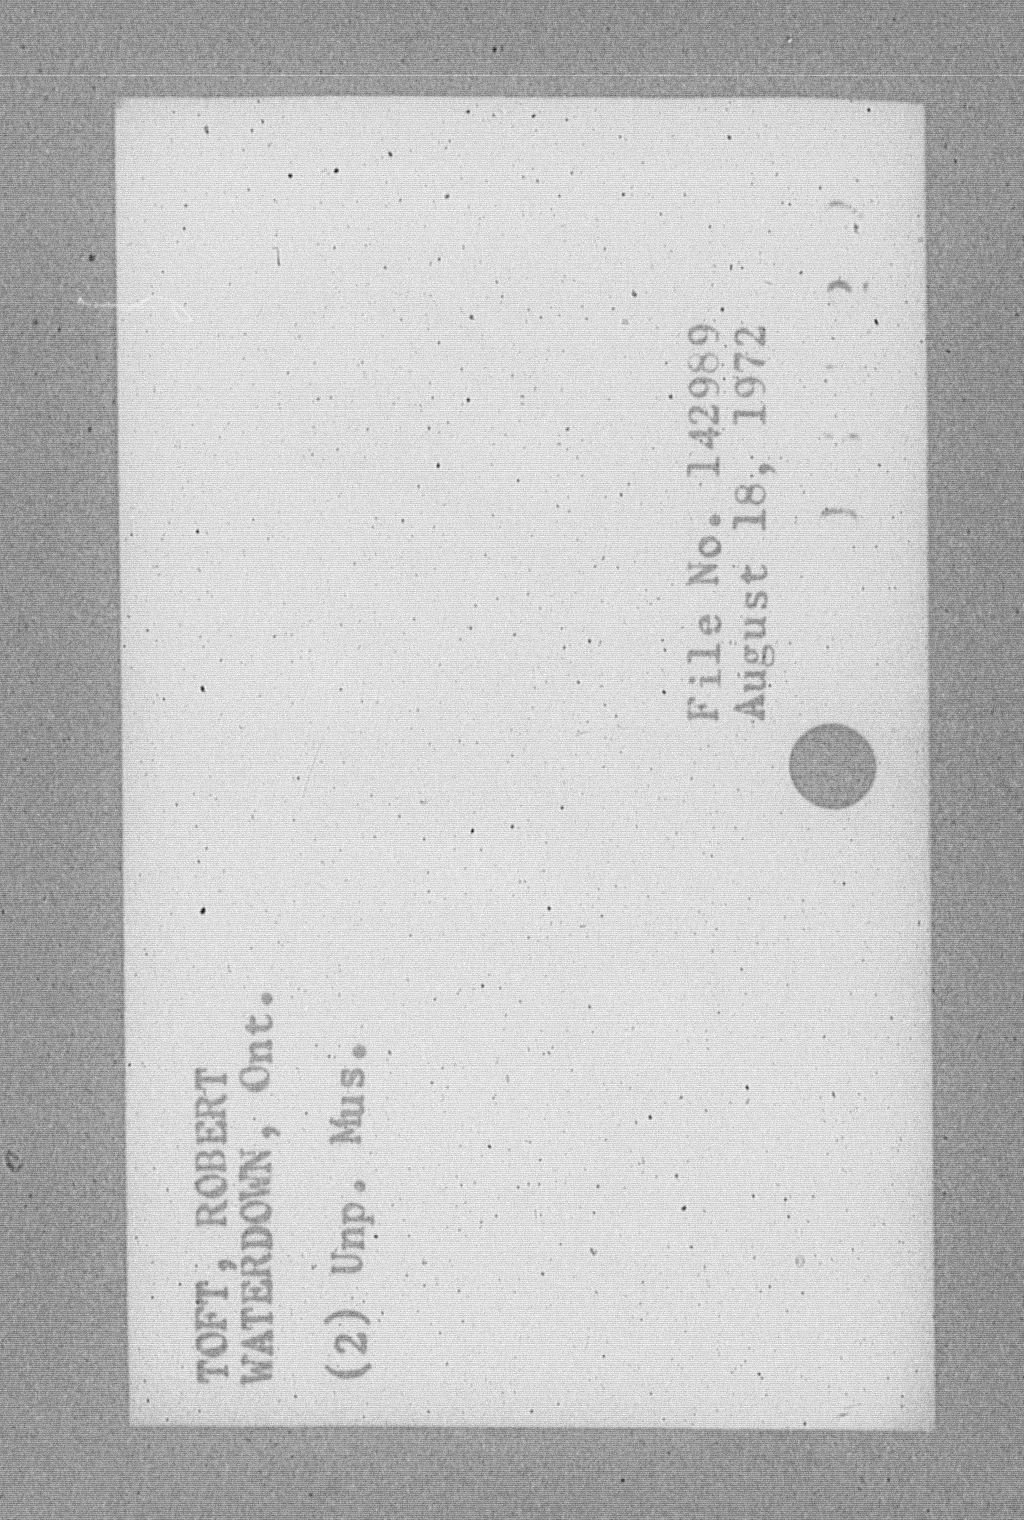 TOFT, ROBERT
WATERDOWN, Ont.
(2) Unp. Mus.
File No. 142989
August 18, 1972